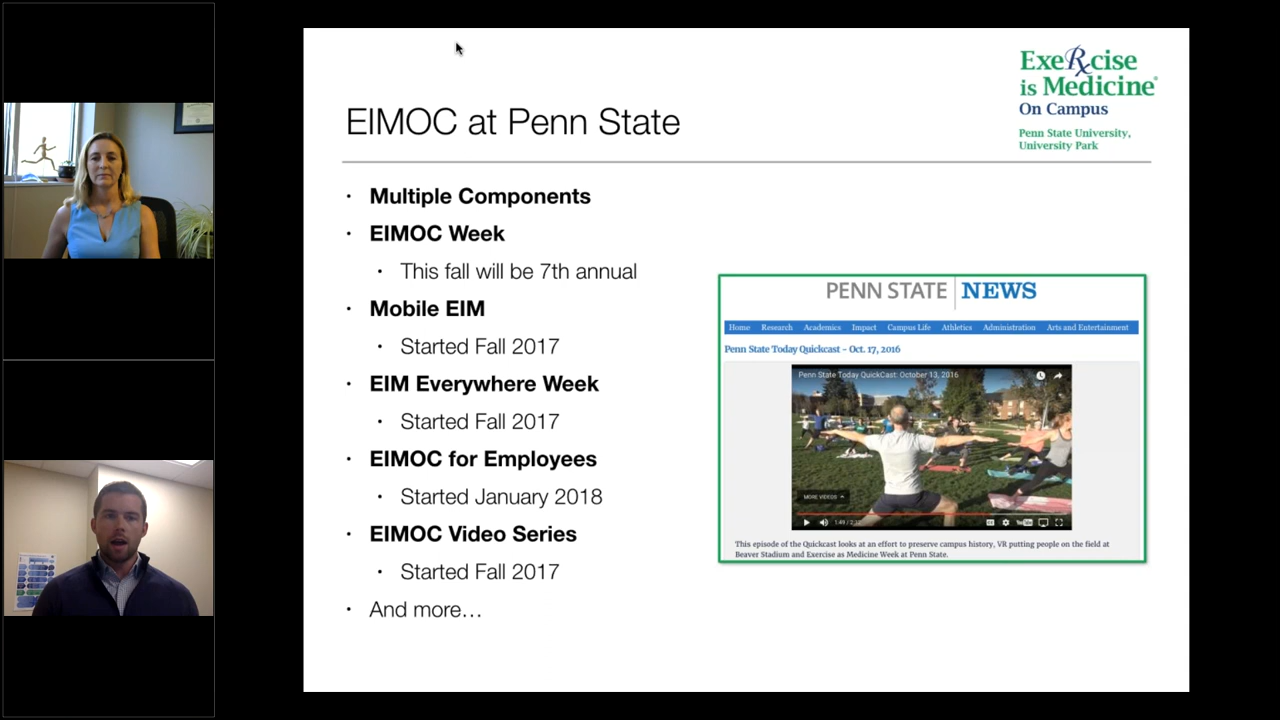 EIMOC at Penn State
ExeRxcise
is Medicine®
On Campus
Penn State University,
University Park
· Multiple Components
· EIMOC Week
· This fall will be 7th annual
· Mobile EIM
· Started Fall 2017
· EIM Everywhere Week
· Started Fall 2017
· EIMOC for Employees
· Started January 2018
· EIMOC Video Series
· Started Fall 2017
· And more…
PENN STATE NEWS
Home Research Academics Impact Campus Life Athletics Administration Arts and Entertainment
Penn State Today Quickcast – Oct. 17, 2016
Penn State Today QuickCast: October 13, 2016
MORE VIDEOS
This episode of the Quickcast looks at an effort to preserve campus history, VR putting people on the field at
Beaver Stadium and Exercise as Medicine Week at Penn State.